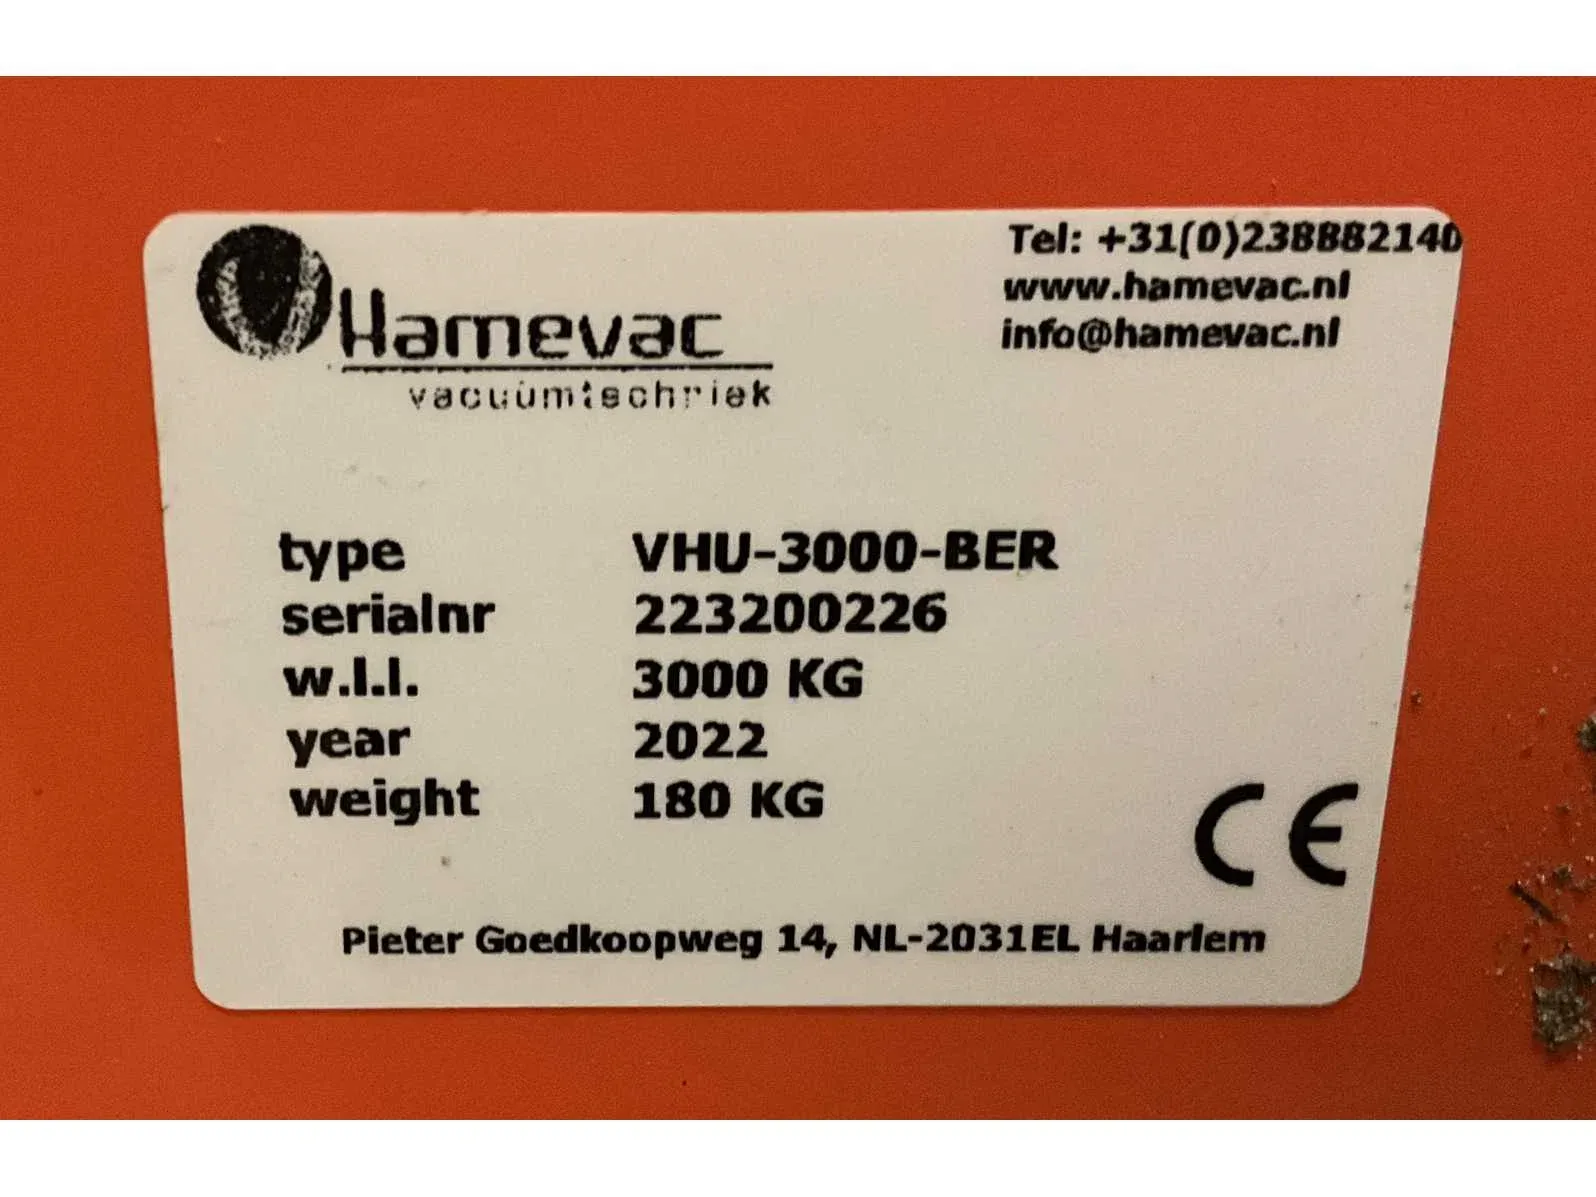 Hamevac
vacuümtechniek
Tel: +31(0)238882140
www.hamevac.nl
info@hamevac.nl
type VHU-3000-BER
serialnr 223200226
w.l.l. 3000 KG
year 2022
weight 180 KG
CE
Pieter Goedkoopweg 14, NL-2031EL Haarlem